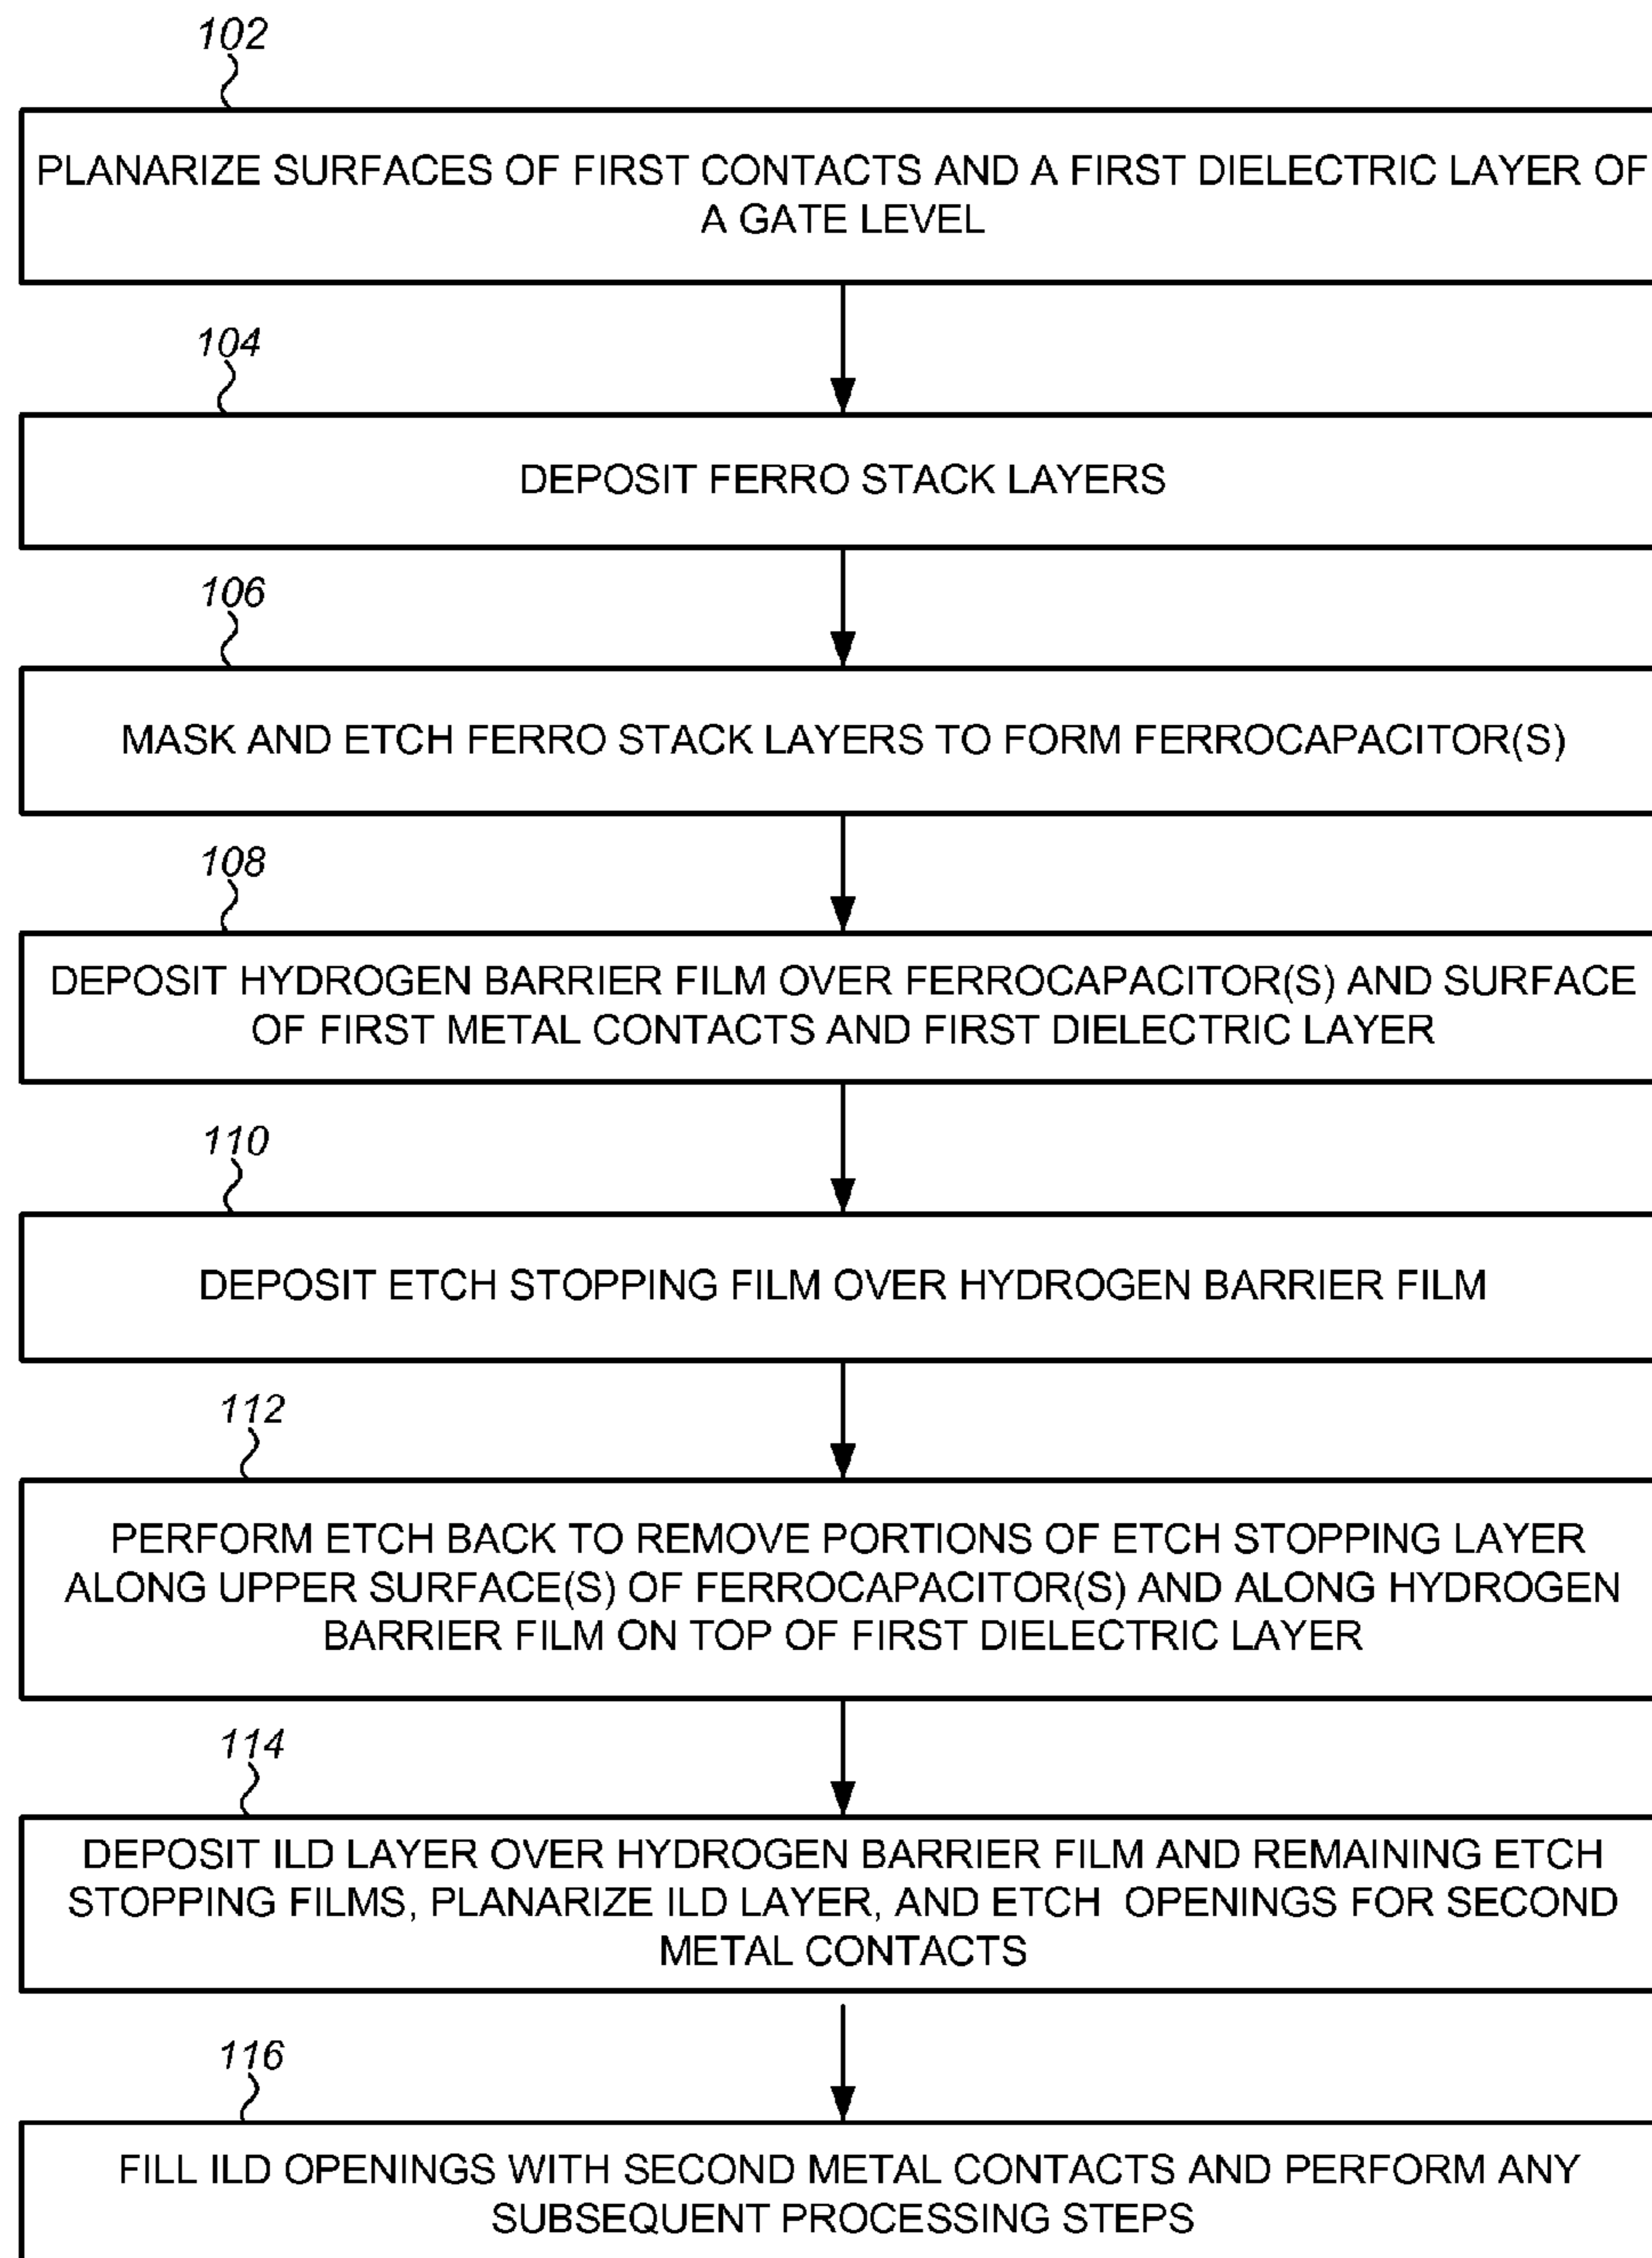 102
PLANARIZE SURFACES OF FIRST CONTACTS AND A FIRST DIELECTRIC LAYER OF
A GATE LEVEL
104
DEPOSIT FERRO STACK LAYERS
106
MASK AND ETCH FERRO STACK LAYERS TO FORM FERROCAPACITOR(S)
108
DEPOSIT HYDROGEN BARRIER FILM OVER FERROCAPACITOR(S) AND SURFACE
OF FIRST METAL CONTACTS AND FIRST DIELECTRIC LAYER
110
DEPOSIT ETCH STOPPING FILM OVER HYDROGEN BARRIER FILM
112
PERFORM ETCH BACK TO REMOVE PORTIONS OF ETCH STOPPING LAYER
ALONG UPPER SURFACE(S) OF FERROCAPACITOR(S) AND ALONG HYDROGEN
BARRIER FILM ON TOP OF FIRST DIELECTRIC LAYER
114
DEPOSIT ILD LAYER OVER HYDROGEN BARRIER FILM AND REMAINING ETCH
STOPPING FILMS, PLANARIZE ILD LAYER, AND ETCH OPENINGS FOR SECOND
METAL CONTACTS
116
FILL ILD OPENINGS WITH SECOND METAL CONTACTS AND PERFORM ANY
SUBSEQUENT PROCESSING STEPS